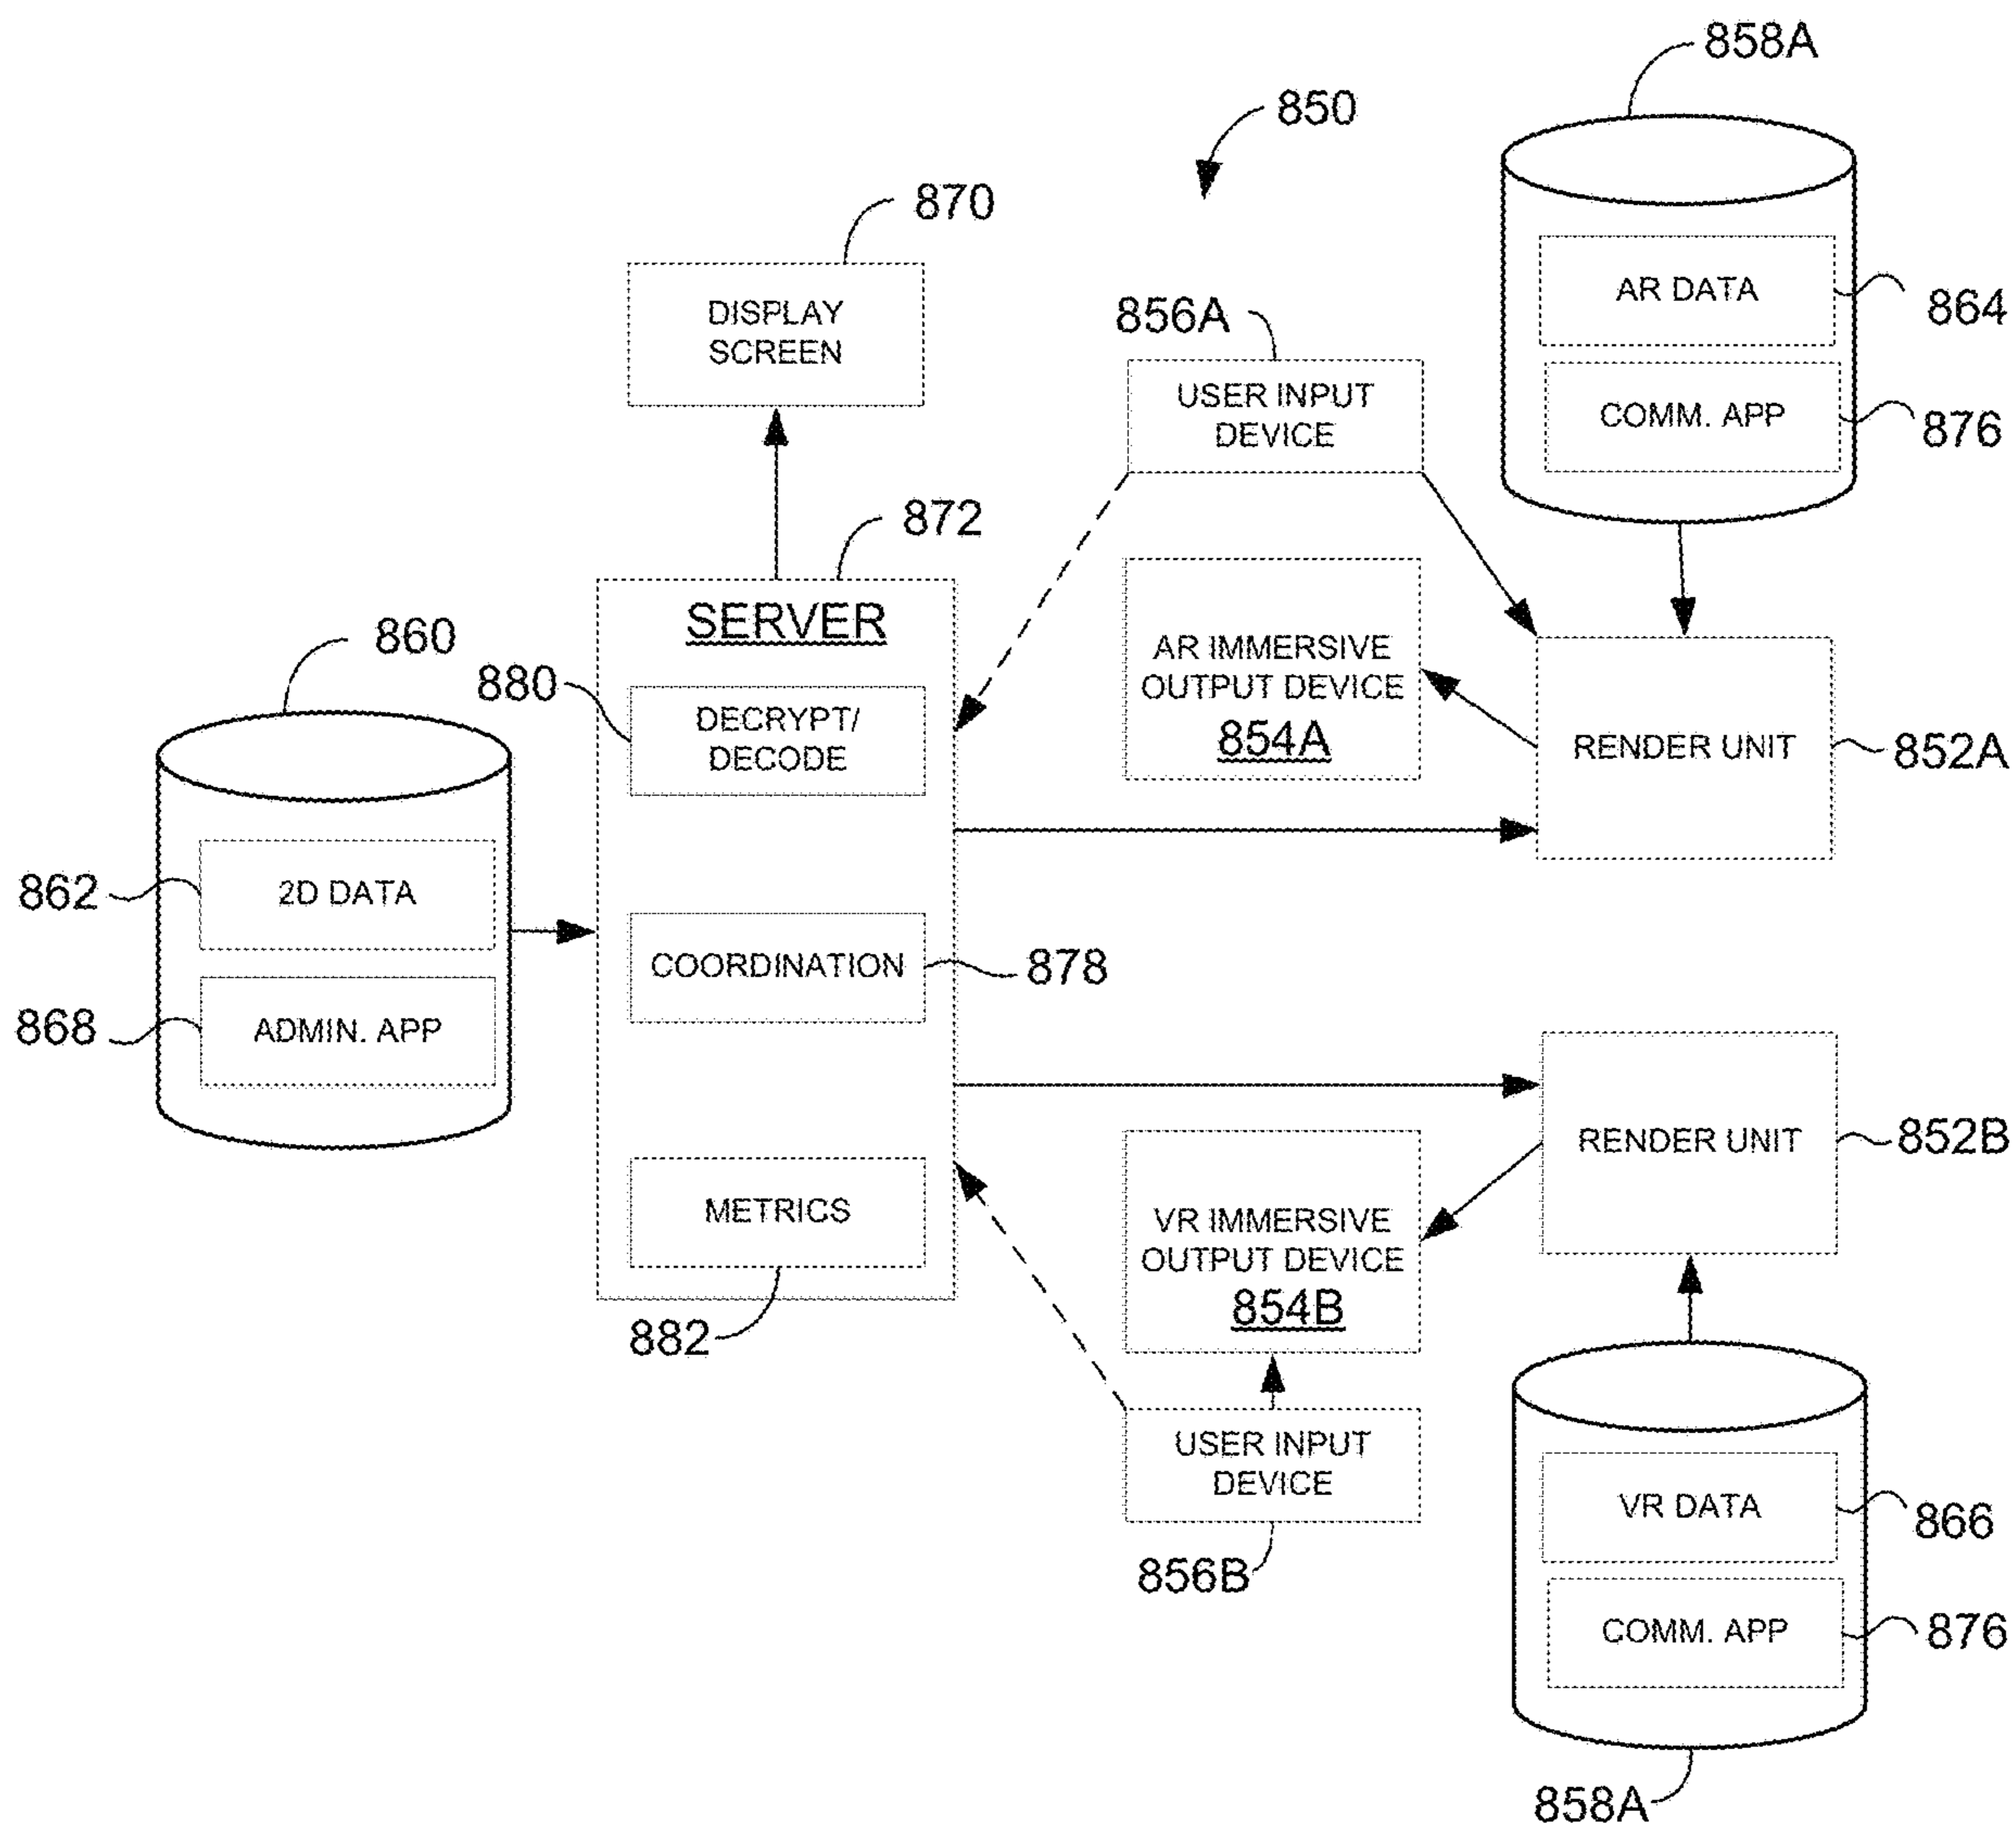 858A
850
870
DISPLAY
SCREEN
856A
USER INPUT
DEVICE
AR DATA
864
COMM. APP
876
872
SERVER
860
880
DECRYPT/
DECODE
AR IMMERSIVE
OUTPUT DEVICE
854A
RENDER UNIT
852A
862
2D DATA
868
ADMIN. APP
COORDINATION
878
METRICS
882
RENDER UNIT
852B
VR IMMERSIVE
OUTPUT DEVICE
854B
USER INPUT
DEVICE
856B
VR DATA
866
COMM. APP
876
858A